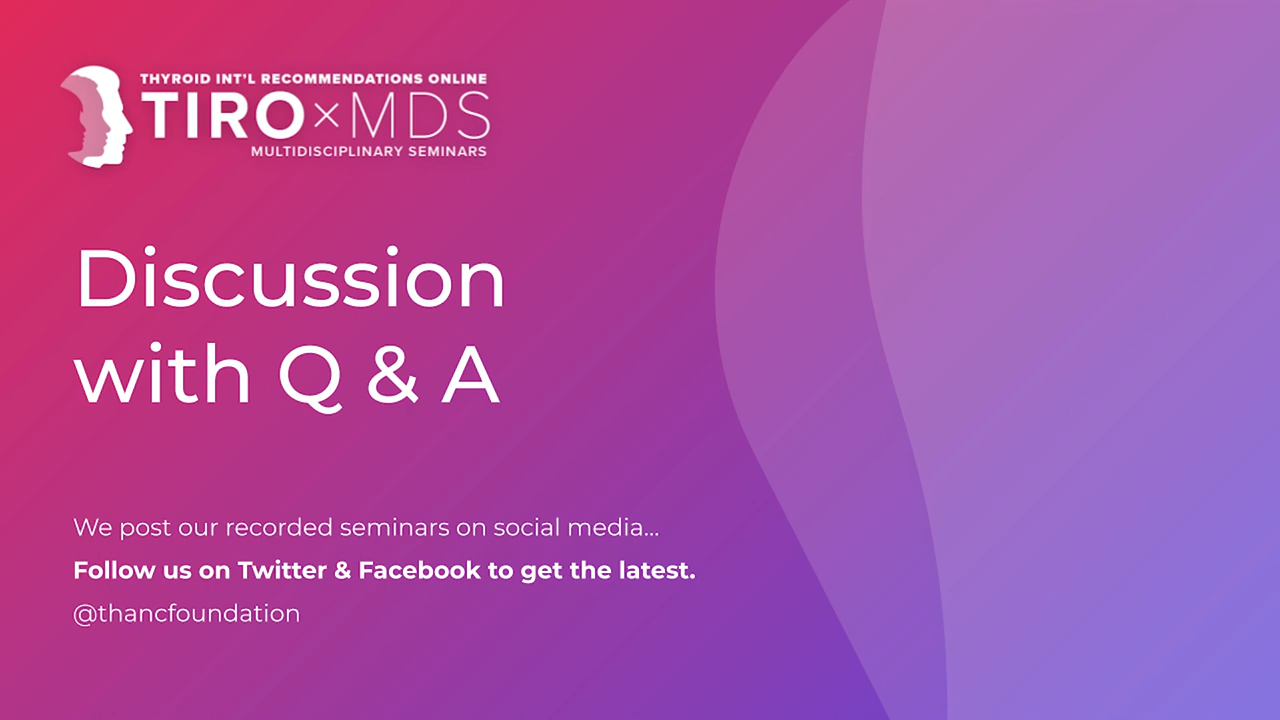 THYROID INT'L RECOMMENDATIONS ONLINE
TIRO×MDS
MULTIDISCIPLINARY SEMINARS
Discussion
with Q & A
We post our recorded seminars on social media...
Follow us on Twitter & Facebook to get the latest.
@thancfoundation